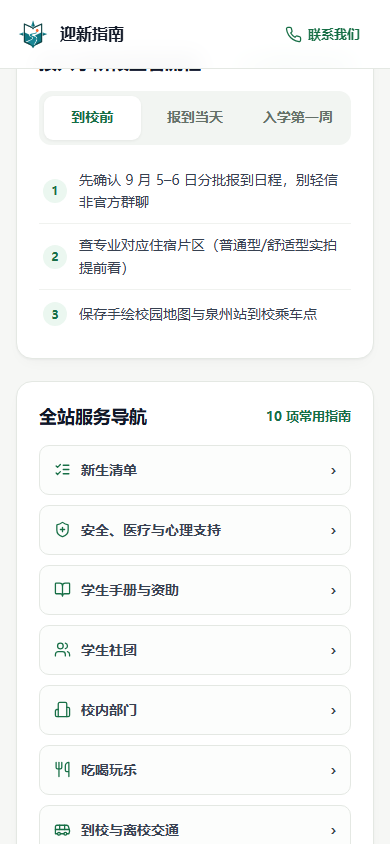 迎新指南
联系我们
到校前
报到当天
入学第一周
1
先确认 9 月 5–6 日分批报到日程，别轻信
非官方群聊
2
查专业对应住宿片区（普通型/舒适型实拍
提前看）
3
保存手绘校园地图与泉州站到校乘车点
全站服务导航
10 项常用指南
新生清单
安全、医疗与心理支持
学生手册与资助
学生社团
校内部门
吃喝玩乐
到校与离校交通